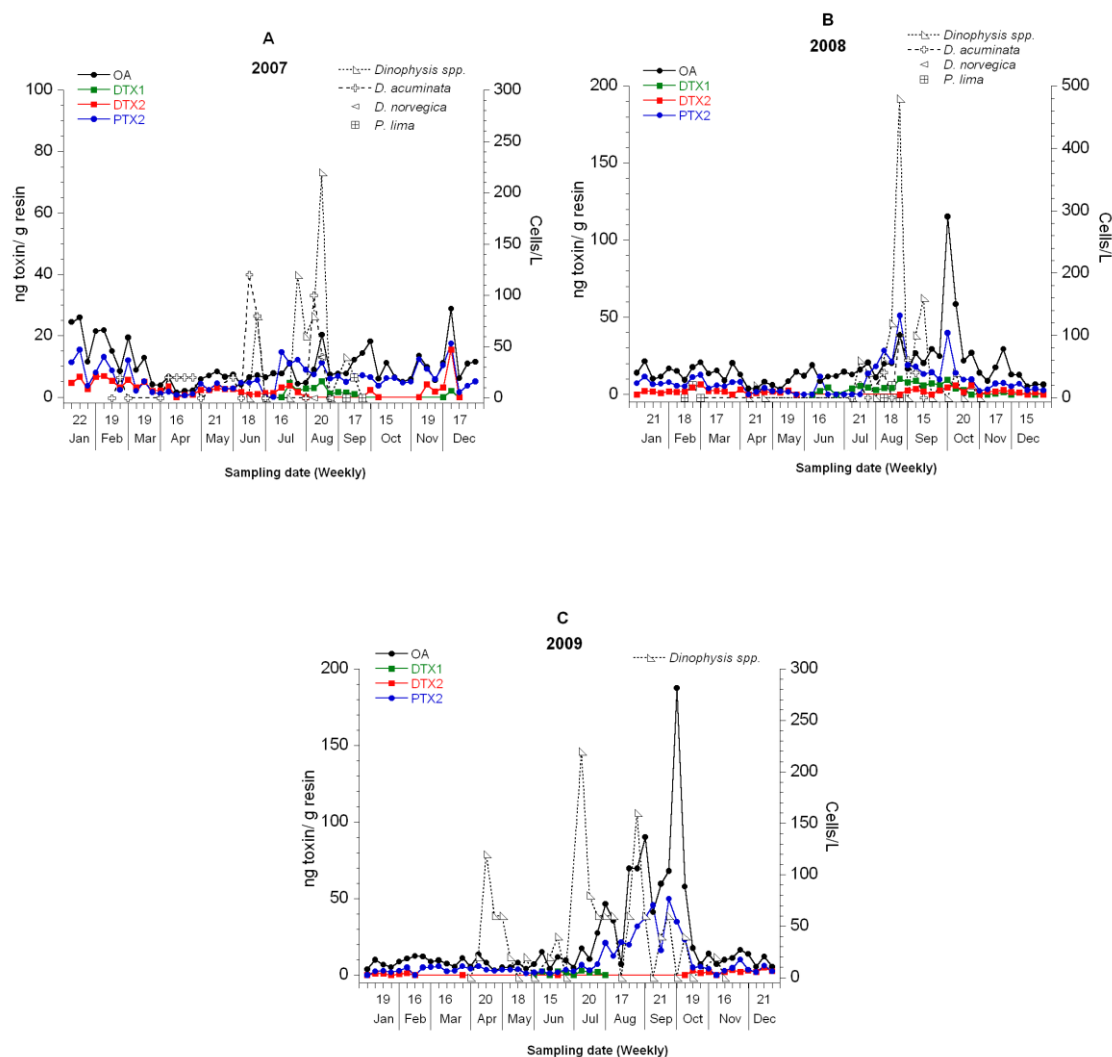 A
2007
OA
DTX1
DTX2
PTX2
Dinophysis spp.
D. acuminata
D. norvegica
P. lima
100
80
60
40
20
0
ng toxin/ g resin
300
250
200
150
100
50
0
Cells/L
22 19 19 16 21 18 16 20 17 15 19 17
Jan Feb Mar Apr May Jun Jul Aug Sep Oct Nov Dec
Sampling date (Weekly)
B
2008
OA
DTX1
DTX2
PTX2
Dinophysis spp.
D. acuminata
D. norvegica
P. lima
200
150
100
50
0
ng toxin/ g resin
500
400
300
200
100
0
Cells/L
21 18 17 21 19 16 21 18 15 20 17 15
Jan Feb Mar Apr May Jun Jul Aug Sep Oct Nov Dec
Sampling date (Weekly)
C
2009
OA
DTX1
DTX2
PTX2
Dinophysis spp.
200
150
100
50
0
ng toxin/ g resin
300
250
200
150
100
50
0
Cells/L
19 16 16 20 18 15 20 17 21 19 16 21
Jan Feb Mar Apr May Jun Jul Aug Sep Oct Nov Dec
Sampling date (Weekly)